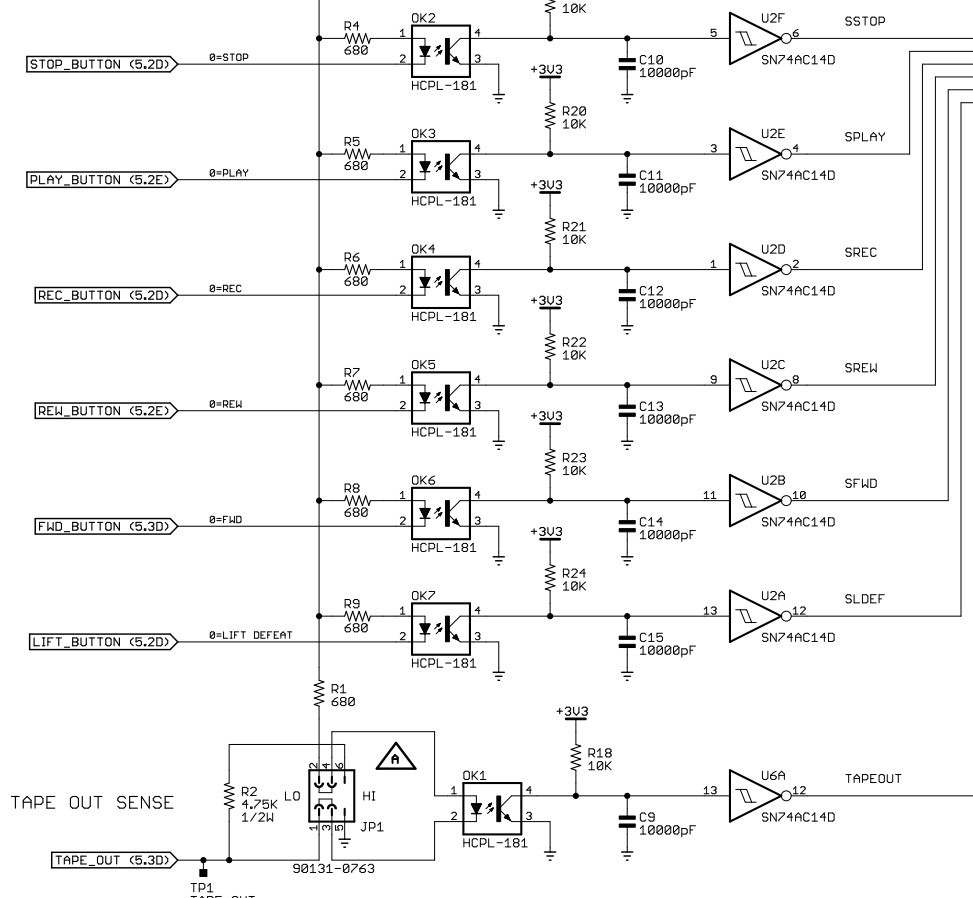 10K
R4
680
OK2
1
4
2
3
HCPL-181
5
U2F
6
SN74AC14D
SSTOP
STOP_BUTTON (5.2D)
0=STOP
C10
10000pF
+3V3
R20
10K
R5
680
OK3
1
4
2
3
HCPL-181
3
U2E
4
SN74AC14D
SPLAY
PLAY_BUTTON (5.2E)
0=PLAY
C11
10000pF
+3V3
R21
10K
R6
680
OK4
1
4
2
3
HCPL-181
1
U2D
2
SN74AC14D
SREC
REC_BUTTON (5.2D)
0=REC
C12
10000pF
+3V3
R22
10K
R7
680
OK5
1
4
2
3
HCPL-181
9
U2C
8
SN74AC14D
SREW
REW_BUTTON (5.2E)
0=REW
C13
10000pF
+3V3
R23
10K
R8
680
OK6
1
4
2
3
HCPL-181
11
U2B
10
SN74AC14D
SFWD
FWD_BUTTON (5.3D)
0=FWD
C14
10000pF
+3V3
R24
10K
R9
680
OK7
1
4
2
3
HCPL-181
13
U2A
12
SN74AC14D
SLDEF
LIFT_BUTTON (5.2D)
0=LIFT DEFEAT
C15
10000pF
R1
680
+3V3
R18
10K
A
TAPE OUT SENSE
R2
4.75K
1/2W
2 4 6
LO
HI
1 3 5
JP1
90131-0763
OK1
1
4
2
3
HCPL-181
13
U6A
12
SN74AC14D
TAPEOUT
C9
10000pF
TAPE_OUT (5.3D)
TP1
TAPE OUT